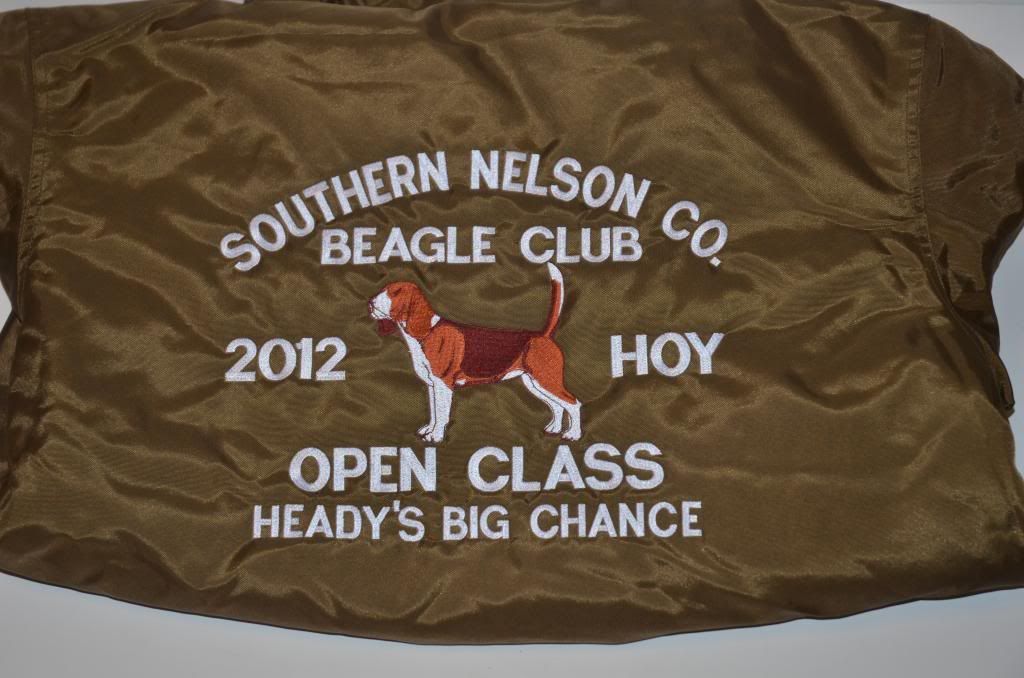 SOUTHERN NELSON CO.
BEAGLE CLUB
2012 HOY
OPEN CLASS
HEADY'S BIG CHANCE